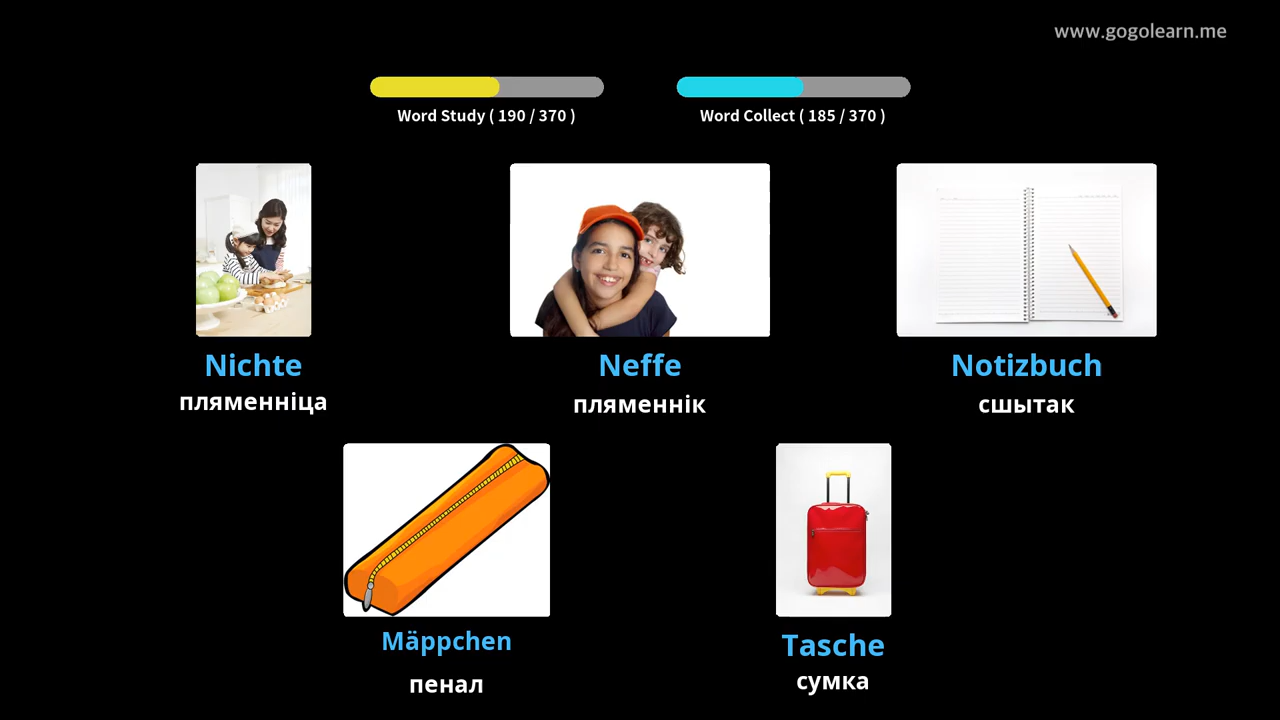 www.gogolearn.me
Word Study ( 190 / 370 )
Word Collect ( 185 / 370 )
Nichte
Neffe
Notizbuch
пляменніца
пляменнік
сшытак
Mäppchen
Tasche
пенал
сумка